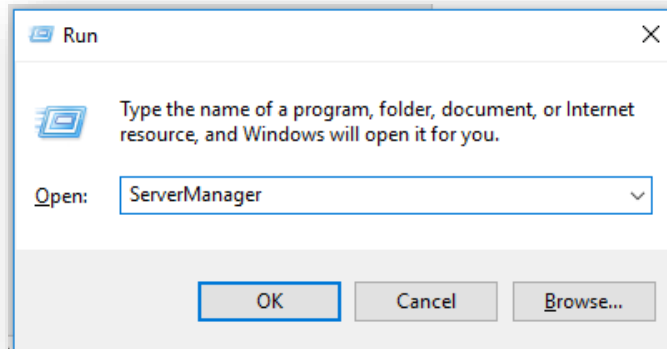 Run
Type the name of a program, folder, document, or Internet
resource, and Windows will open it for you.
Open: ServerManager
OK Cancel Browse...